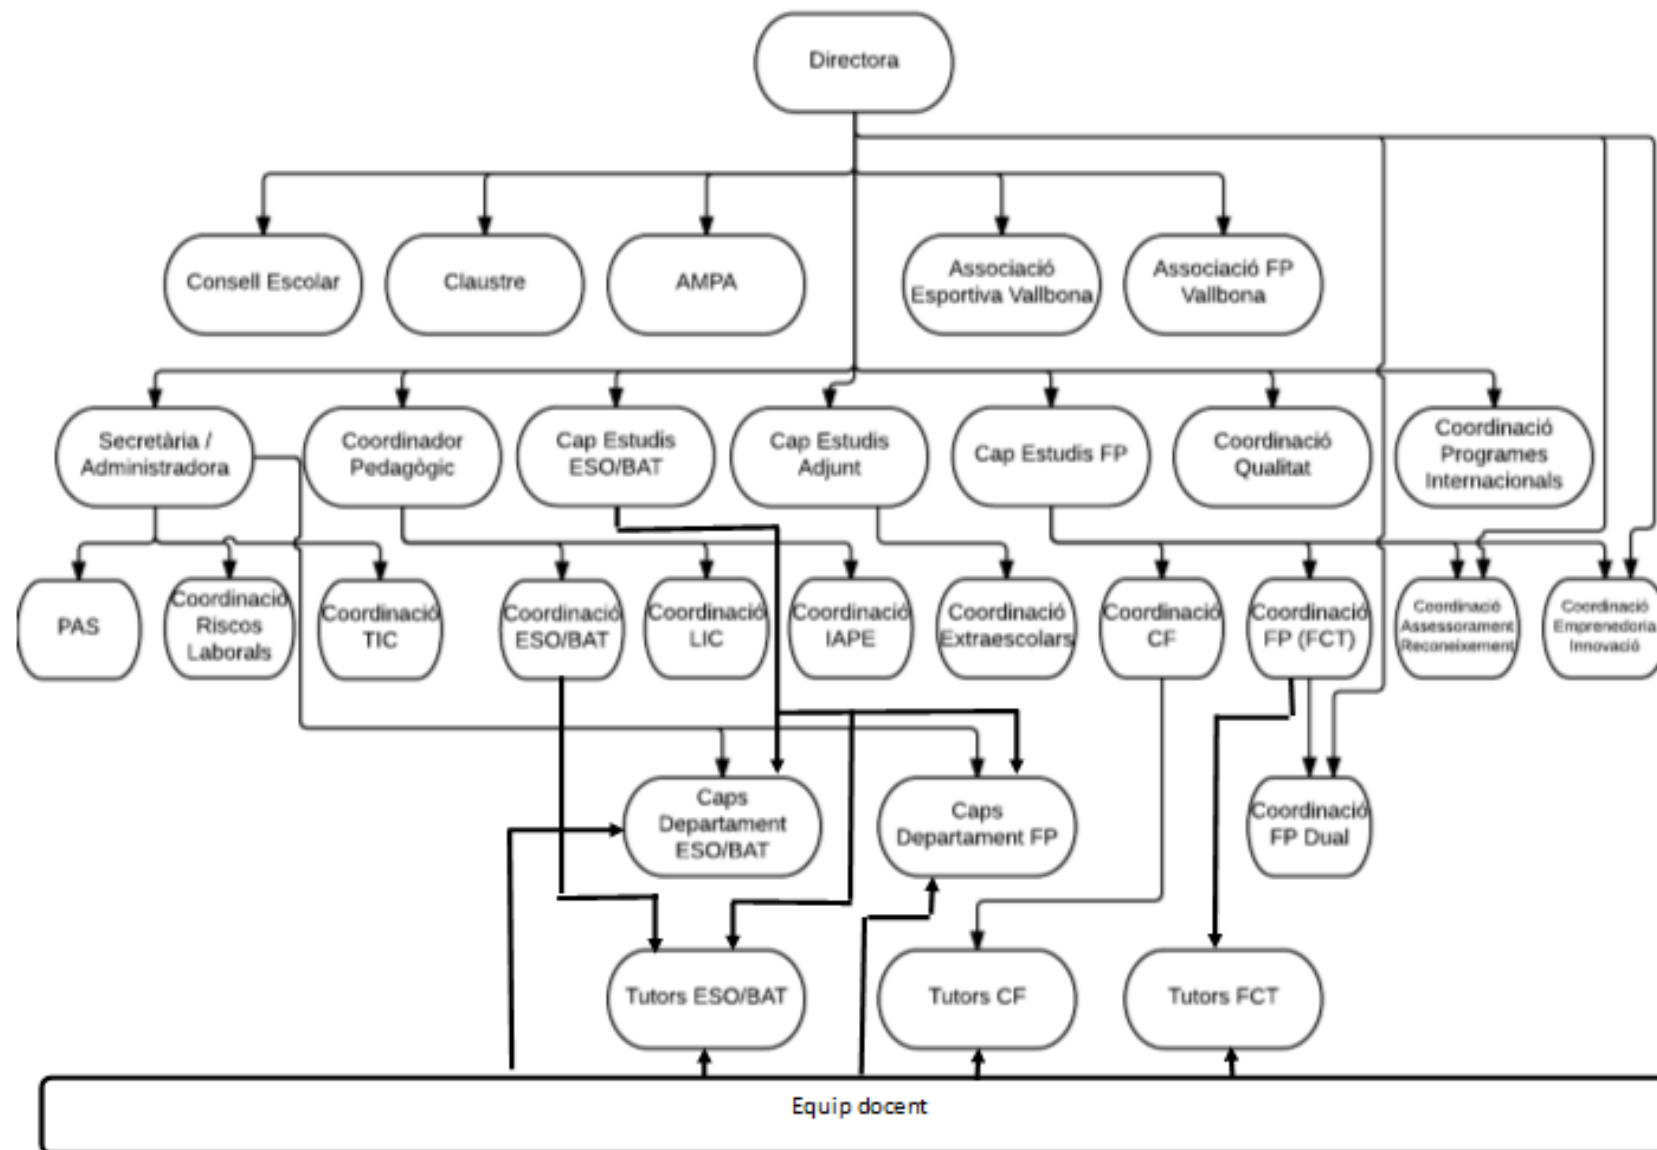 Directora
Consell Escolar
Claustre
AMPA
Associació
Esportiva Vallbona
Associació FP
Vallbona
Secretària /
Administradora
Coordinador
Pedagògic
Cap Estudis
ESO/BAT
Cap Estudis
Adjunt
Cap Estudis FP
Coordinació
Qualitat
Coordinació
Programes
Internacionals
PAS
Coordinació
Riscos
Laborals
Coordinació
TIC
Coordinació
ESO/BAT
Coordinació
LIC
Coordinació
IAPE
Coordinació
Extraescolars
Coordinació
CF
Coordinació
FP (FCT)
Coordinació
Assessorament
Reconeixement
Coordinació
Emprenedoria
Innovació
Caps
Departament
ESO/BAT
Caps
Departament FP
Coordinació
FP Dual
Tutors ESO/BAT
Tutors CF
Tutors FCT
Equip docent